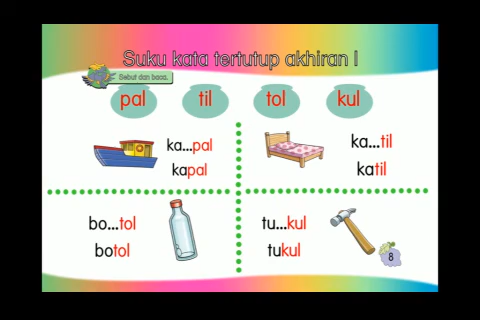 Suku kata tertutup akhiran l
Sebut dan baca.
pal til tol kul
ka...pal
kapal
ka...til
katil
bo...tol
botol
tu...kul
tukul
8